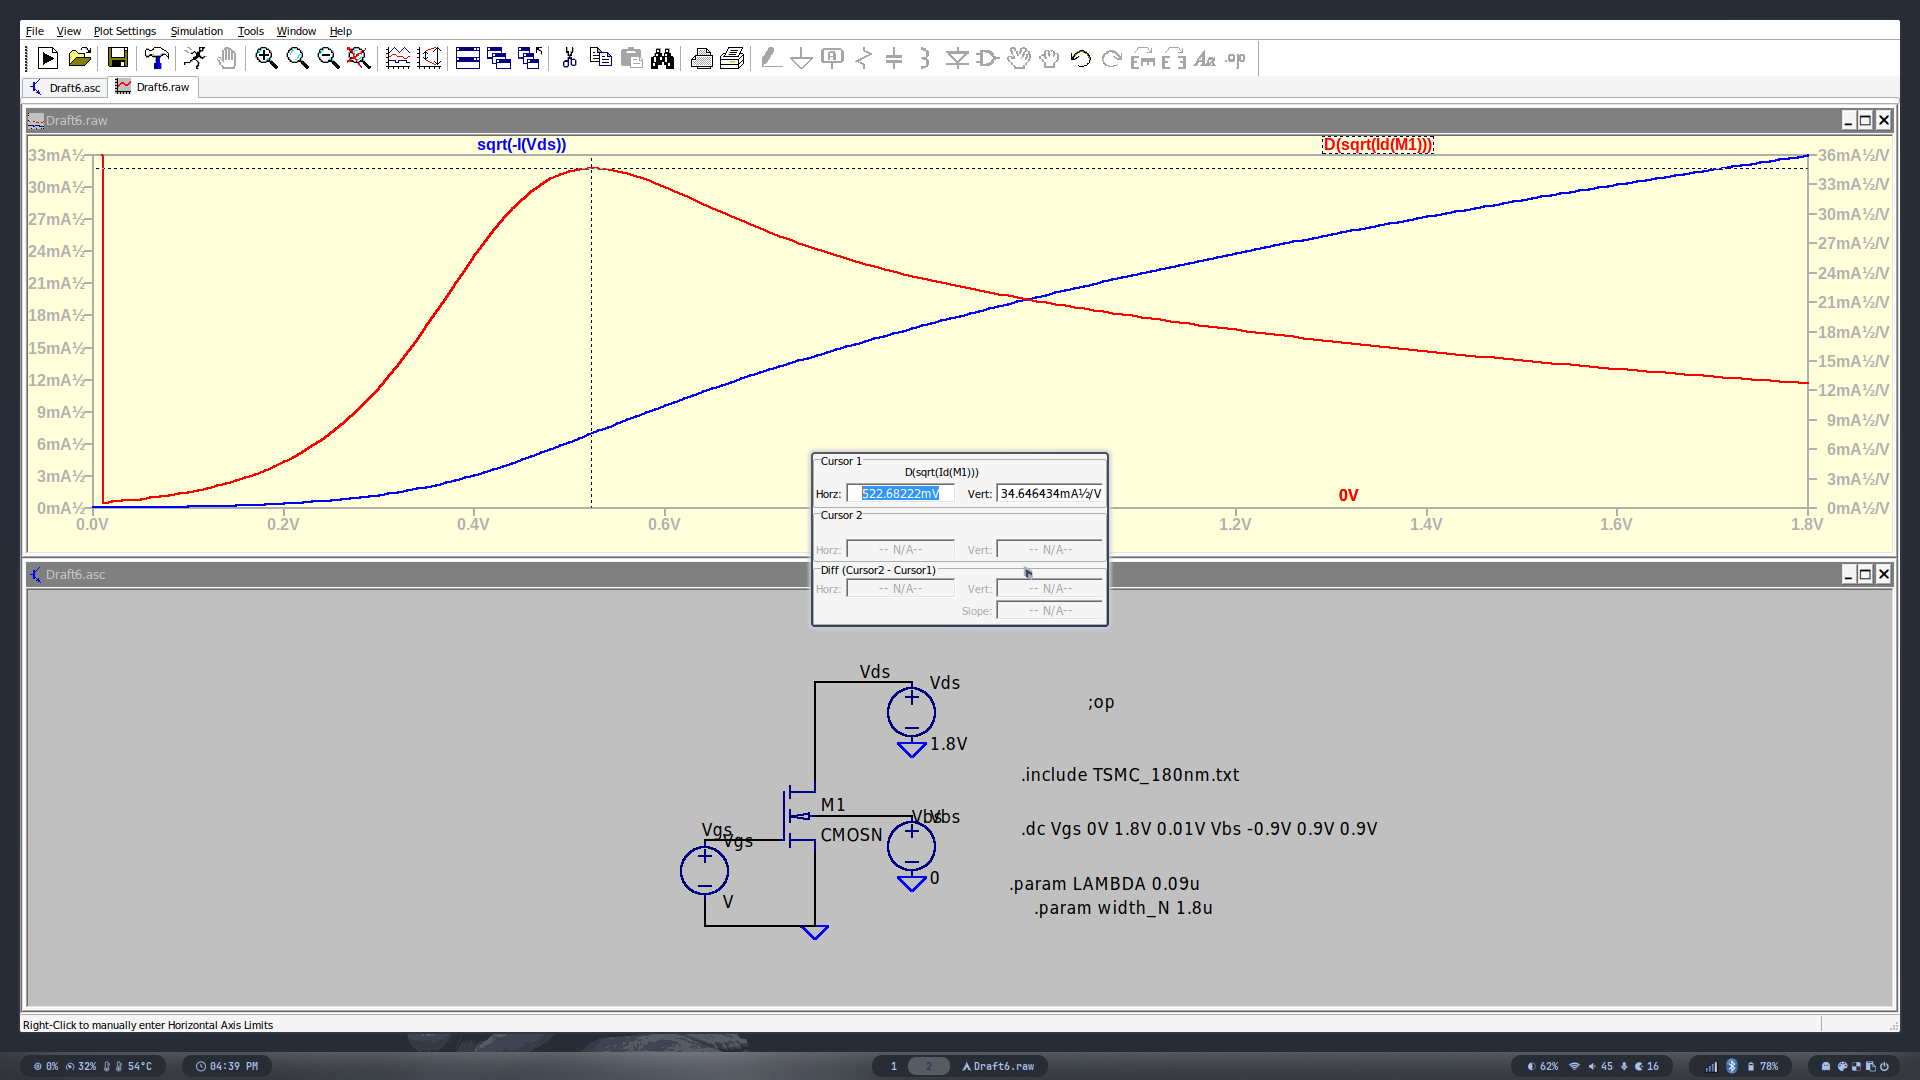 File View Plot Settings Simulation Tools Window Help
Draft6.asc Draft6.raw
Draft6.raw
sqrt(-I(Vds)) D(sqrt(Id(M1)))
33mA½ 36mA½/V
30mA½ 33mA½/V
27mA½ 30mA½/V
24mA½ 27mA½/V
21mA½ 24mA½/V
18mA½ 21mA½/V
15mA½ 18mA½/V
12mA½ 15mA½/V
9mA½ 12mA½/V
6mA½ 9mA½/V
3mA½ 6mA½/V
0mA½ 3mA½/V
0mA½/V
0V
0.0V 0.2V 0.4V 0.6V 1.2V 1.4V 1.6V 1.8V
Cursor 1
D(sqrt(Id(M1)))
Horz: 522.68222mV Vert: 34.646434mA½/V
Cursor 2
Horz: -- N/A-- Vert: -- N/A--
Diff (Cursor2 - Cursor1)
Horz: -- N/A-- Vert: -- N/A--
Slope: -- N/A--
Draft6.asc
Vds
Vds
1.8V
;op
.include TSMC_180nm.txt
M1
CMOSN
Vbs
Vbs
0
Vgs
Vgs
V
.dc Vgs 0V 1.8V 0.01V Vbs -0.9V 0.9V 0.9V
.param LAMBDA 0.09u
.param width_N 1.8u
Right-Click to manually enter Horizontal Axis Limits
0% 32% 54°C 04:39 PM 1 2 Draft6.raw 62% 45 16 78%